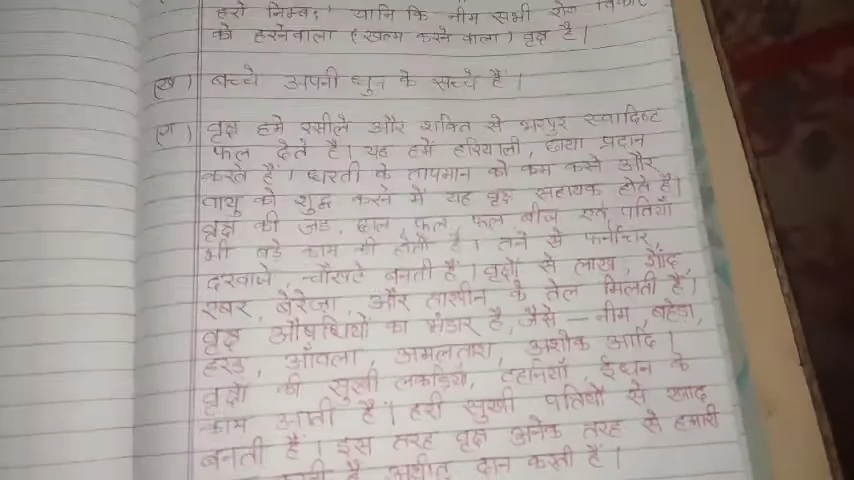 हरो निम्बः' यानि कि नीम सभी रोग विकार
को हरनेवाला (खत्म करने वाला) वृक्ष है।
(ख) बच्चे अपनी धुन के सच्चे हैं।
(ग) वृक्ष हमे रसीले और शक्ति से भरपुर स्वादिष्ट
फल देते है। यह हमें हरियाली, छाया प्रदान
करते है। धरती के तापमान को कम करने और
वायु को शुद्ध करने में यह वृक्ष सहायक होते है।
वृक्ष की जड, छाल, फुल, फल, बीज एवं पतियाँ
भी बडे काम की होती है। तने से फर्नीचर,
दरवाजे, चौखटे बनती हैं। वृक्षों से लाख, गोंद,
रबर, बेरोजा, और तारपीन के तेल मिलती हैं।
वृक्ष औषधियों का भंडार है, जैसे — नीम, बहेडा,
हरड, आँवला, अमलतास, अशोक आदि।
वृक्षों की सुखी लकडियाँ, टहनियाँ, ईंधन के
काम आती है। हरी सुखी पतियों से खाद
बनती हैं। इस तरह वृक्ष अनेक तरह से हमारी
है अर्थात् दान करती हैं।